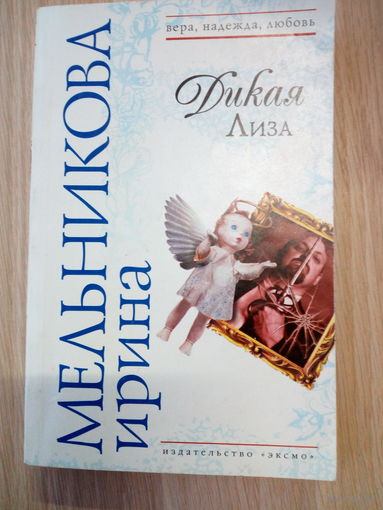 вера, надежда, любовь
Дикая
Лиза
МЕЛЬНИКОВА
ирина
издательство «эксмо»